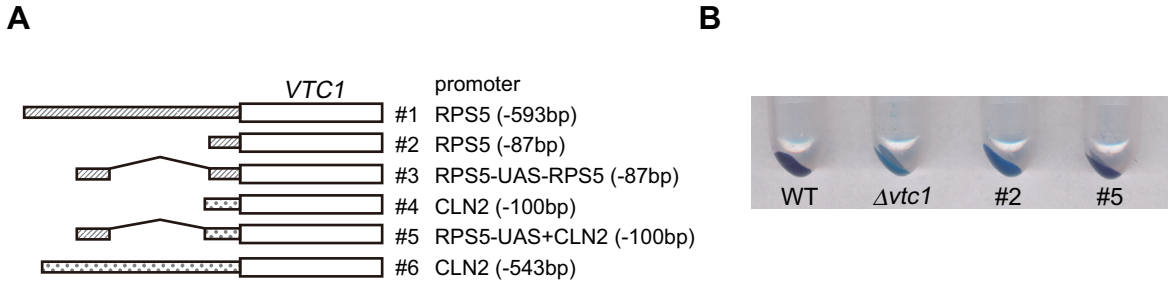 A
B
VTC1 promoter
#1 RPS5 (-593bp)
#2 RPS5 (-87bp)
#3 RPS5-UAS-RPS5 (-87bp)
#4 CLN2 (-100bp)
#5 RPS5-UAS+CLN2 (-100bp)
#6 CLN2 (-543bp)
WT Δvtc1 #2 #5